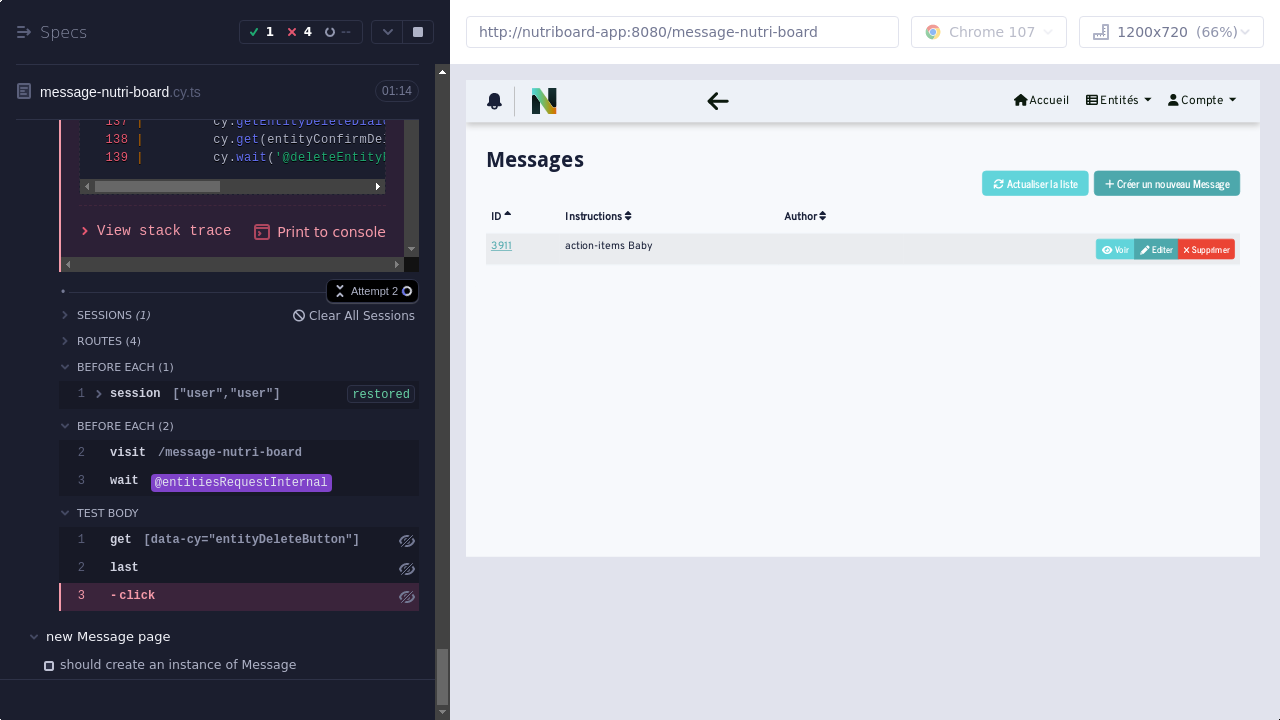 Specs
1
4
--
message-nutri-board.cy.ts
01:14
137 | cy.getEntityDeleteDialo
138 | cy.get(entityConfirmDel
139 | cy.wait('@deleteEntityR
View stack trace
Print to console
Attempt 2
SESSIONS (1)
Clear All Sessions
ROUTES (4)
BEFORE EACH (1)
1 session ["user","user"] restored
BEFORE EACH (2)
2 visit /message-nutri-board
3 wait @entitiesRequestInternal
TEST BODY
1 get [data-cy="entityDeleteButton"]
2 last
3 -click
new Message page
should create an instance of Message
http://nutriboard-app:8080/message-nutri-board
Chrome 107
1200x720 (66%)
Accueil
Entités
Compte
Messages
Actualiser la liste
Créer un nouveau Message
ID Instructions Author
3911 action-items Baby Voir Editer Supprimer